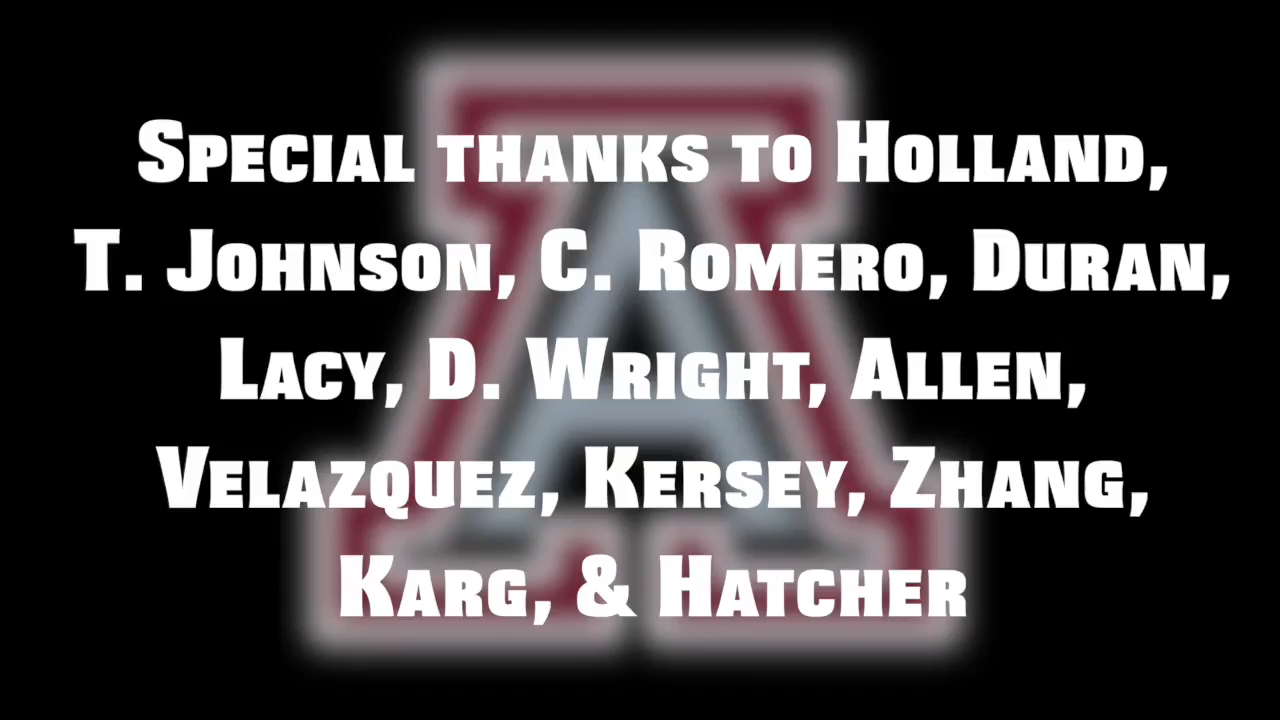 Special thanks to Holland,
T. Johnson, C. Romero, Duran,
Lacy, D. Wright, Allen,
Velazquez, Kersey, Zhang,
Karg, & Hatcher